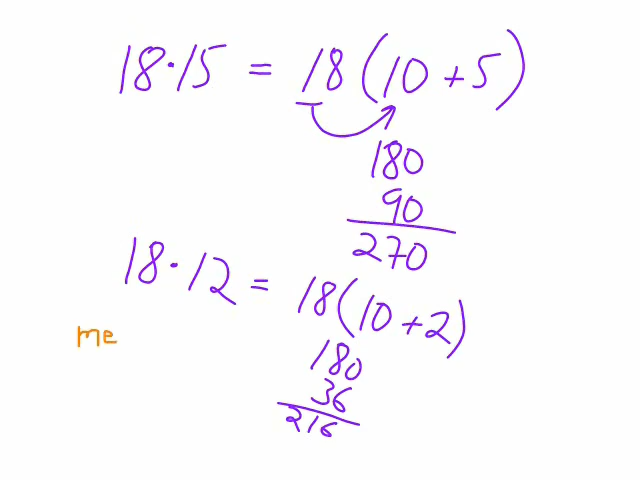 18·15 = 18(10+5)
180
90
270
18·12 = 18(10+2)
me
180
36
216